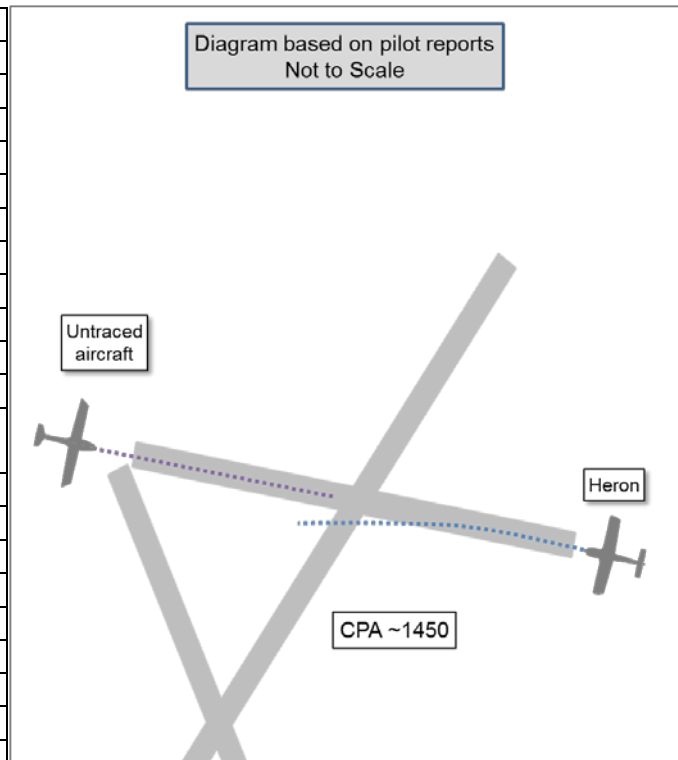 Diagram based on pilot reports
Not to Scale
Untraced
aircraft
Heron
CPA ~1450